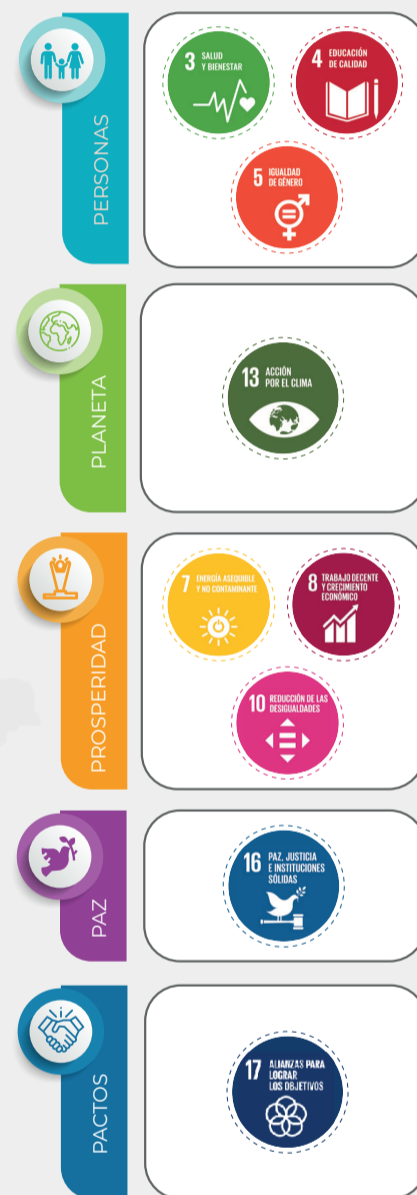 PERSONAS
3 SALUD
Y BIENESTAR
4 EDUCACIÓN
DE CALIDAD
5 IGUALDAD
DE GÉNERO
PLANETA
13 ACCIÓN
POR EL CLIMA
PROSPERIDAD
7 ENERGÍA ASEQUIBLE
Y NO CONTAMINANTE
8 TRABAJO DECENTE
Y CRECIMIENTO
ECONÓMICO
10 REDUCCIÓN DE LAS
DESIGUALDADES
PAZ
16 PAZ, JUSTICIA
E INSTITUCIONES
SÓLIDAS
PACTOS
17 ALIANZAS PARA
LOGRAR
LOS OBJETIVOS